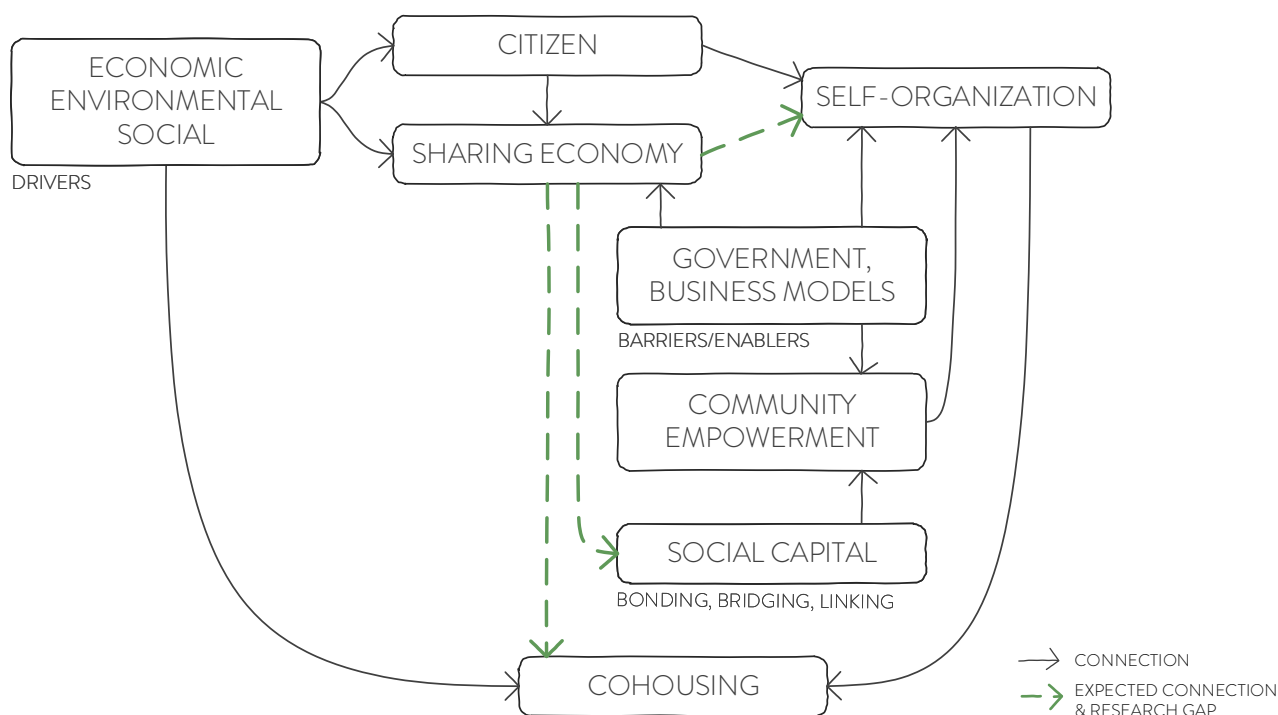 CITIZEN
ECONOMIC
ENVIRONMENTAL
SOCIAL
DRIVERS
SELF-ORGANIZATION
SHARING ECONOMY
GOVERNMENT,
BUSINESS MODELS
BARRIERS/ENABLERS
COMMUNITY
EMPOWERMENT
SOCIAL CAPITAL
BONDING, BRIDGING, LINKING
COHOUSING
CONNECTION
EXPECTED CONNECTION
& RESEARCH GAP